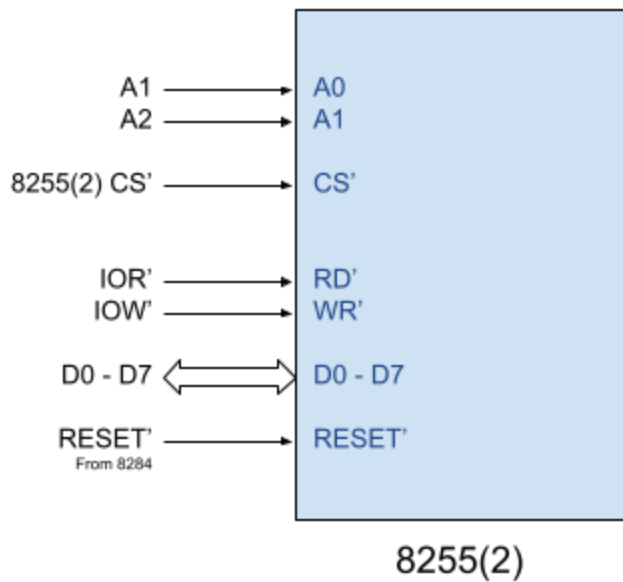 A1 A0
A2 A1
8255(2) CS' CS'
IOR' RD'
IOW' WR'
D0 - D7 D0 - D7
RESET' RESET'
From 8284
8255(2)